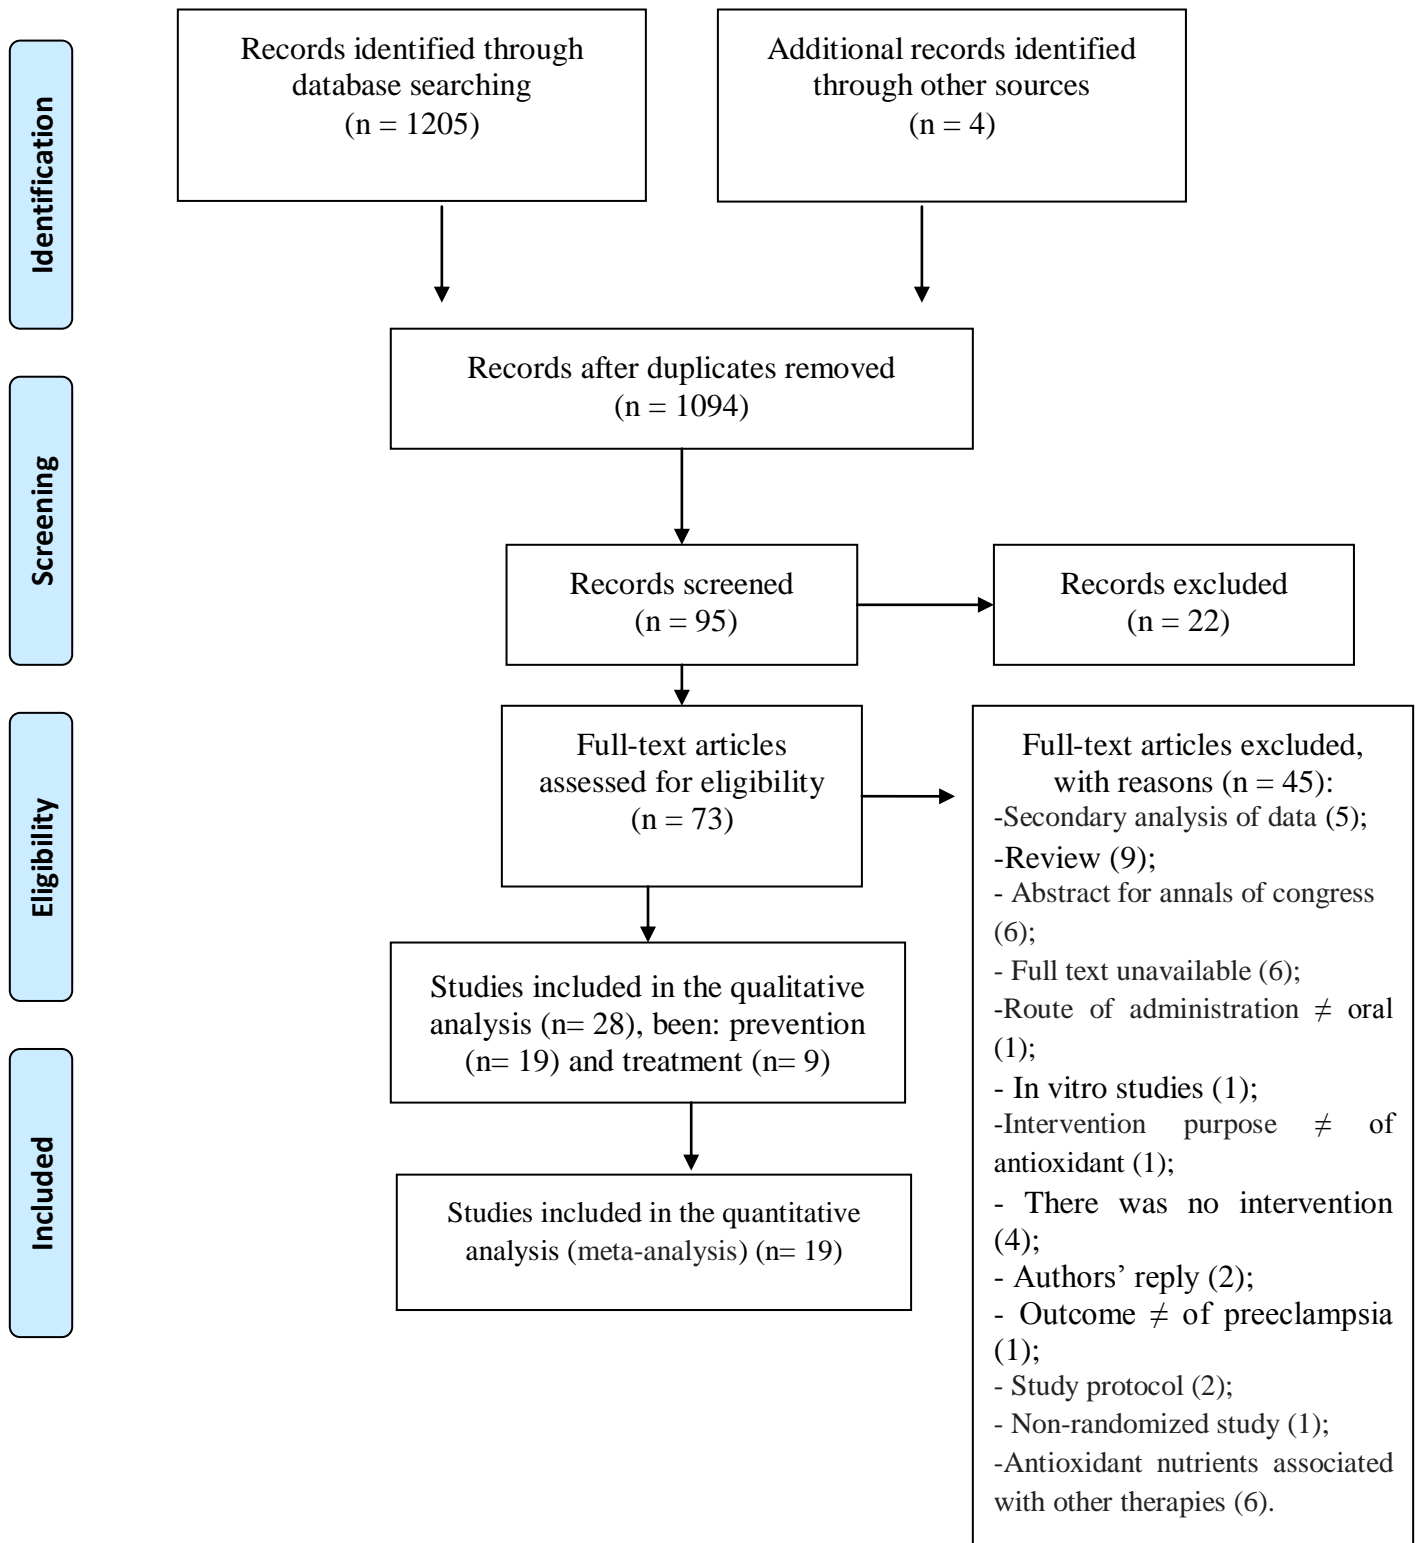 Identification
Records identified through
database searching
(n = 1205)
Additional records identified
through other sources
(n = 4)
Records after duplicates removed
(n = 1094)
Screening
Records screened
(n = 95)
Records excluded
(n = 22)
Eligibility
Full-text articles
assessed for eligibility
(n = 73)
Full-text articles excluded,
with reasons (n = 45):
-Secondary analysis of data (5);
-Review (9);
- Abstract for annals of congress
(6);
- Full text unavailable (6);
-Route of administration ≠ oral
(1);
- In vitro studies (1);
-Intervention purpose ≠ of
antioxidant (1);
- There was no intervention
(4);
- Authors’ reply (2);
- Outcome ≠ of preeclampsia
(1);
- Study protocol (2);
- Non-randomized study (1);
-Antioxidant nutrients associated
with other therapies (6).
Studies included in the qualitative
analysis (n= 28), been: prevention
(n= 19) and treatment (n= 9)
Included
Studies included in the quantitative
analysis (meta-analysis) (n= 19)